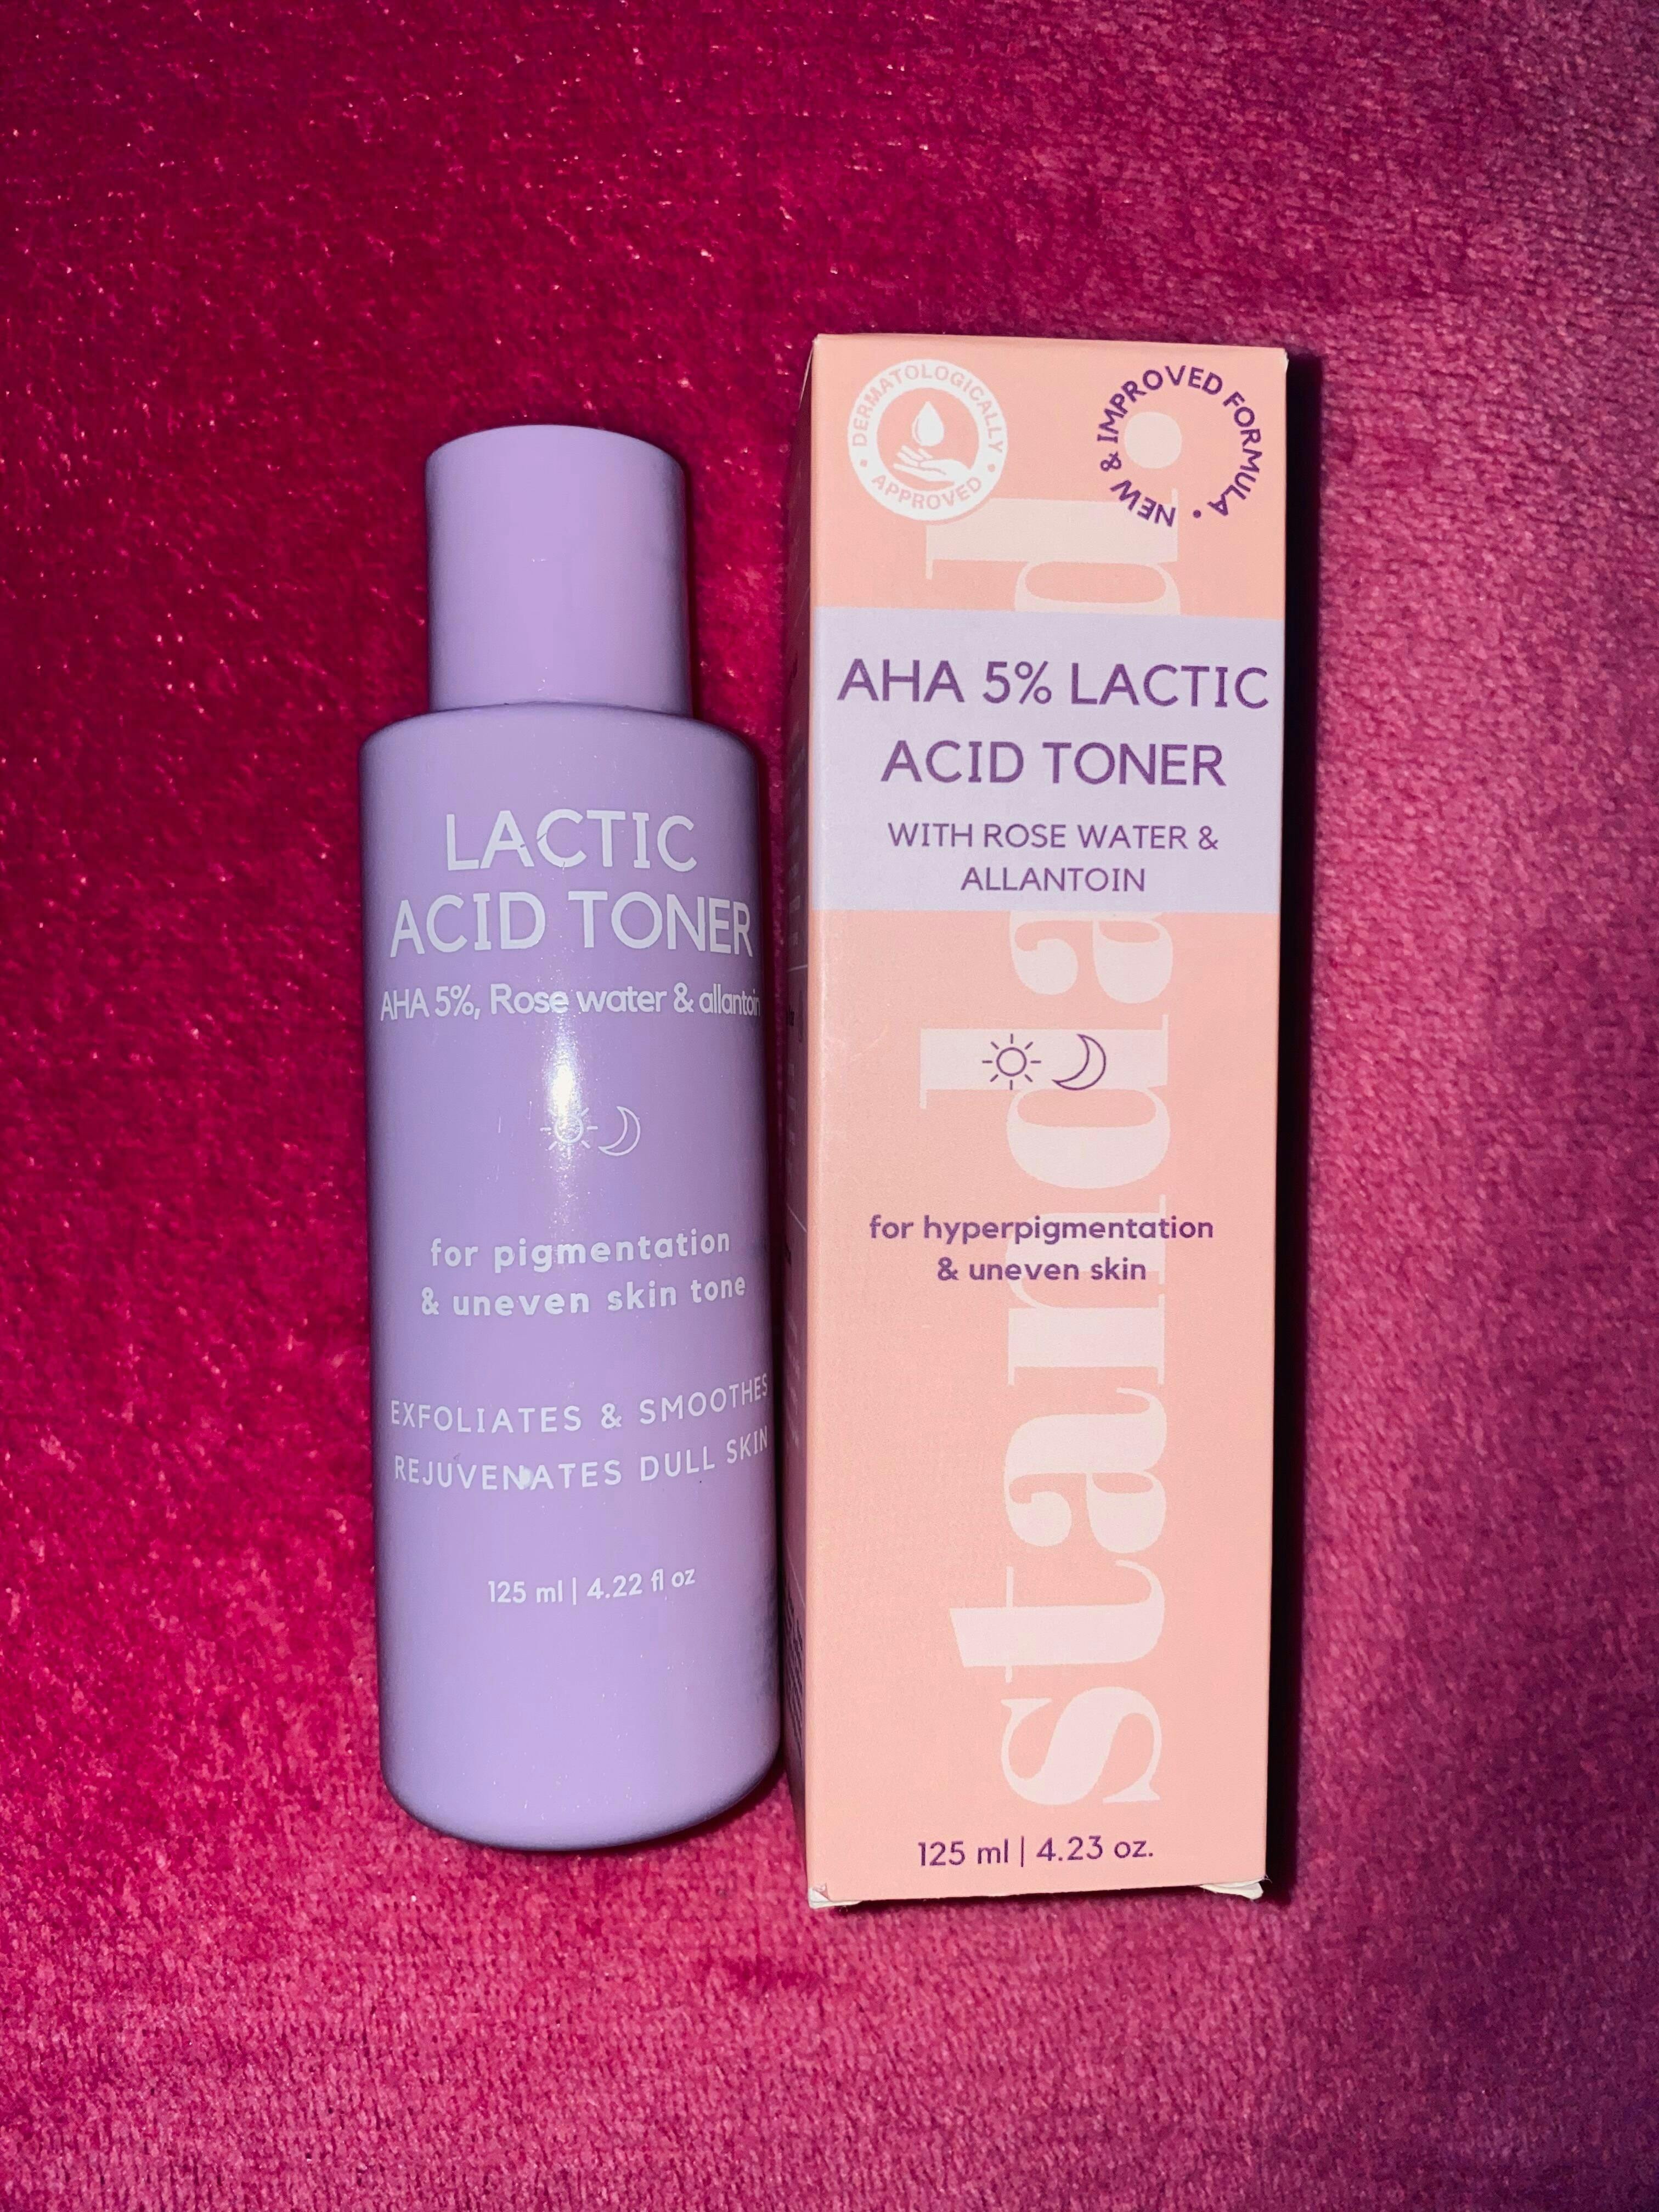 LACTIC
ACID TONER
AHA 5%, Rose water & allantoin
for pigmentation
& uneven skin tone
EXFOLIATES & SMOOTHES
REJUVENATES DULL SKIN
125 ml | 4.22 fl oz
DERMATOLOGICALLY
APPROVED
NEW & IMPROVED FORMULA
AHA 5% LACTIC
ACID TONER
WITH ROSE WATER &
ALLANTOIN
for hyperpigmentation
& uneven skin
125 ml | 4.23 oz.